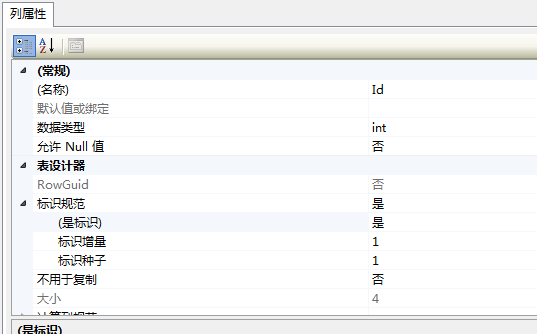 列属性
(常规)
(名称) Id
默认值或绑定
数据类型 int
允许 Null 值 否
表设计器
RowGuid 否
标识规范 是
(是标识) 是
标识增量 1
标识种子 1
不用于复制 否
大小 4
(是标识)